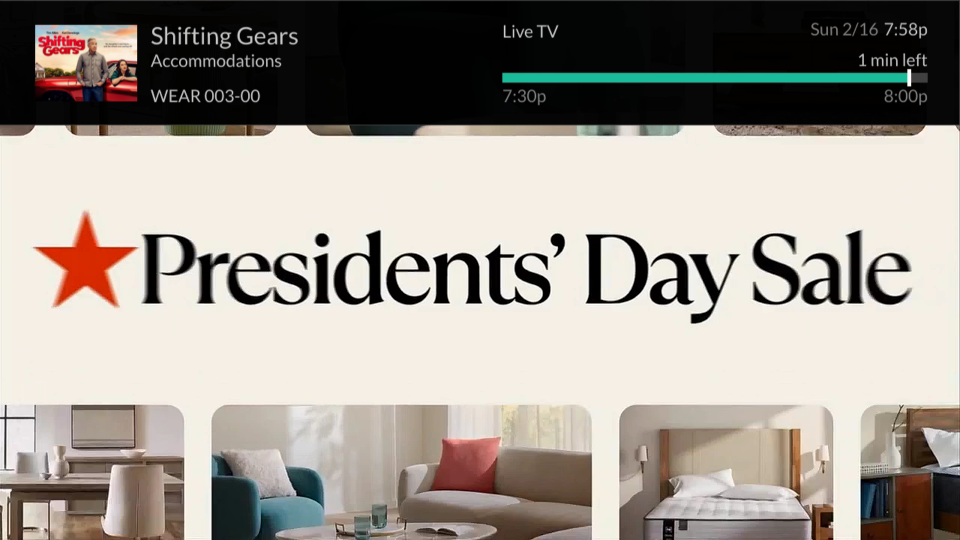 Shifting Gears
Shifting Gears
Accommodations
WEAR 003-00
Live TV
Sun 2/16 7:58p
1 min left
7:30p
8:00p
Presidents’ Day Sale